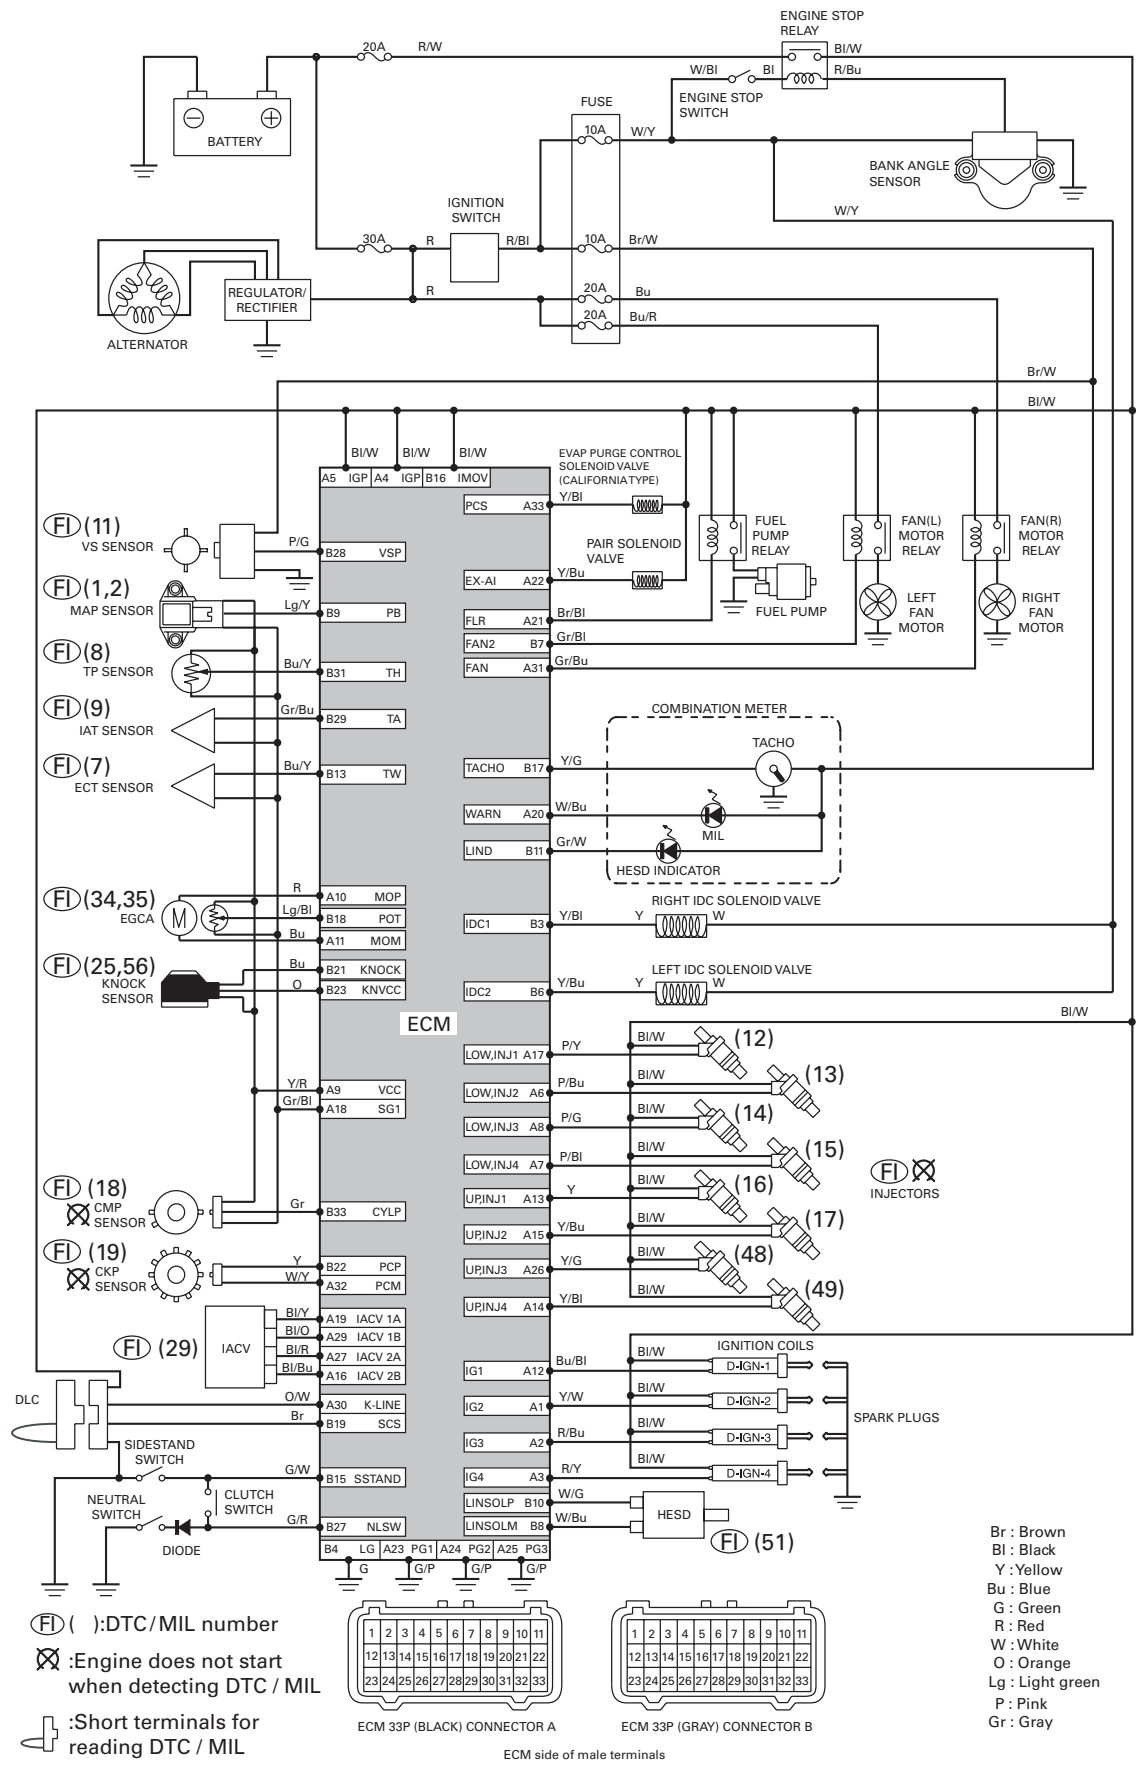 ENGINE STOP
RELAY
20A
R/W
Bl/W
W/Bl
Bl
R/Bu
ENGINE STOP
SWITCH
FUSE
BATTERY
10A
W/Y
BANK ANGLE
SENSOR
W/Y
IGNITION
SWITCH
30A
R
R/Bl
10A
Br/W
REGULATOR/
RECTIFIER
R
20A
Bu
20A
Bu/R
ALTERNATOR
Br/W
Bl/W
Bl/W
Bl/W
Bl/W
A5 IGP
A4 IGP
B16 IMOV
EVAP PURGE CONTROL
SOLENOID VALVE
(CALIFORNIA TYPE)
PCS A33
Y/Bl
FI (11)
VS SENSOR
P/G
B28 VSP
PAIR SOLENOID
VALVE
EX-AI A22
Y/Bu
FUEL
PUMP
RELAY
FAN(L)
MOTOR
RELAY
FAN(R)
MOTOR
RELAY
FUEL PUMP
LEFT
FAN
MOTOR
RIGHT
FAN
MOTOR
FI (1,2)
MAP SENSOR
Lg/Y
B9 PB
FLR A21
Br/Bl
FAN2 B7
Gr/Bl
FAN A31
Gr/Bu
FI (8)
TP SENSOR
Bu/Y
B31 TH
FI (9)
IAT SENSOR
Gr/Bu
B29 TA
FI (7)
ECT SENSOR
Bu/Y
B13 TW
COMBINATION METER
TACHO
TACHO B17
Y/G
WARN A20
W/Bu
MIL
LIND B11
Gr/W
HESD INDICATOR
FI (34,35)
EGCA
M
R
A10 MOP
Lg/Bl
B18 POT
Bu
A11 MOM
RIGHT IDC SOLENOID VALVE
IDC1 B3
Y/Bl
Y
W
FI (25,56)
KNOCK
SENSOR
Bu
B21 KNOCK
O
B23 KNVCC
LEFT IDC SOLENOID VALVE
IDC2 B6
Y/Bu
Y
W
ECM
Bl/W
LOW,INJ1 A17
P/Y
Bl/W
(12)
LOW,INJ2 A6
P/Bu
Bl/W
(13)
LOW,INJ3 A8
P/G
Bl/W
(14)
LOW,INJ4 A7
P/Bl
Bl/W
(15)
UP,INJ1 A13
Y
Bl/W
(16)
UP,INJ2 A15
Y/Bu
Bl/W
(17)
UP,INJ3 A26
Y/G
Bl/W
(48)
UP,INJ4 A14
Y/Bl
Bl/W
(49)
FI
INJECTORS
Y/R
A9 VCC
Gr/Bl
A18 SG1
FI (18)
CMP
SENSOR
Gr
B33 CYLP
FI (19)
CKP
SENSOR
Y
B22 PCP
W/Y
A32 PCM
FI (29)
IACV
Bl/Y
A19 IACV 1A
Bl/O
A29 IACV 1B
Bl/R
A27 IACV 2A
Bl/Bu
A16 IACV 2B
IGNITION COILS
IG1 A12
Bu/Bl
Bl/W
D-IGN-1
IG2 A1
Y/W
Bl/W
D-IGN-2
IG3 A2
R/Bu
Bl/W
D-IGN-3
IG4 A3
R/Y
Bl/W
D-IGN-4
SPARK PLUGS
DLC
O/W
A30 K-LINE
Br
B19 SCS
SIDESTAND
SWITCH
G/W
B15 SSTAND
NEUTRAL
SWITCH
CLUTCH
SWITCH
DIODE
G/R
B27 NLSW
LINSOLP B10
W/G
LINSOLM B8
W/Bu
HESD
FI (51)
B4 LG
A23 PG1
A24 PG2
A25 PG3
G
G/P
G/P
G/P
Br : Brown
Bl : Black
Y : Yellow
Bu : Blue
G : Green
R : Red
W : White
O : Orange
Lg : Light green
P : Pink
Gr : Gray
FI ( ):DTC/MIL number
:Engine does not start
when detecting DTC / MIL
:Short terminals for
reading DTC / MIL
1 2 3 4 5 6 7 8 9 10 11
12 13 14 15 16 17 18 19 20 21 22
23 24 25 26 27 28 29 30 31 32 33
ECM 33P (BLACK) CONNECTOR A
1 2 3 4 5 6 7 8 9 10 11
12 13 14 15 16 17 18 19 20 21 22
23 24 25 26 27 28 29 30 31 32 33
ECM 33P (GRAY) CONNECTOR B
ECM side of male terminals